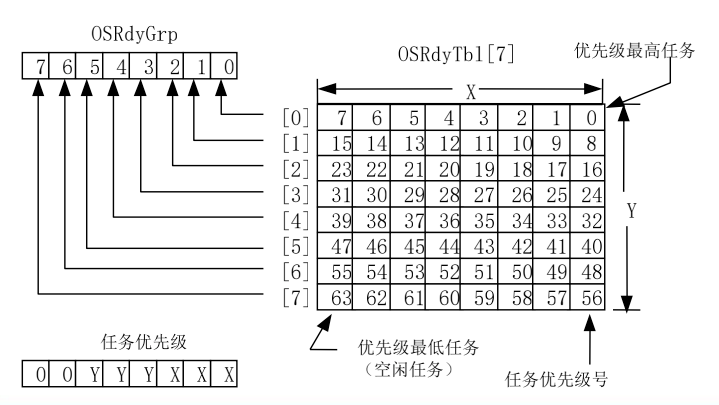 OSRdyGrp
7 6 5 4 3 2 1 0
OSRdyTbl[7]
优先级最高任务
X
[0] 7 6 5 4 3 2 1 0
[1] 15 14 13 12 11 10 9 8
[2] 23 22 21 20 19 18 17 16
[3] 31 30 29 28 27 26 25 24
[4] 39 38 37 36 35 34 33 32
[5] 47 46 45 44 43 42 41 40
[6] 55 54 53 52 51 50 49 48
[7] 63 62 61 60 59 58 57 56
Y
任务优先级
0 0 Y Y Y X X X
优先级最低任务
（空闲任务）
任务优先级号